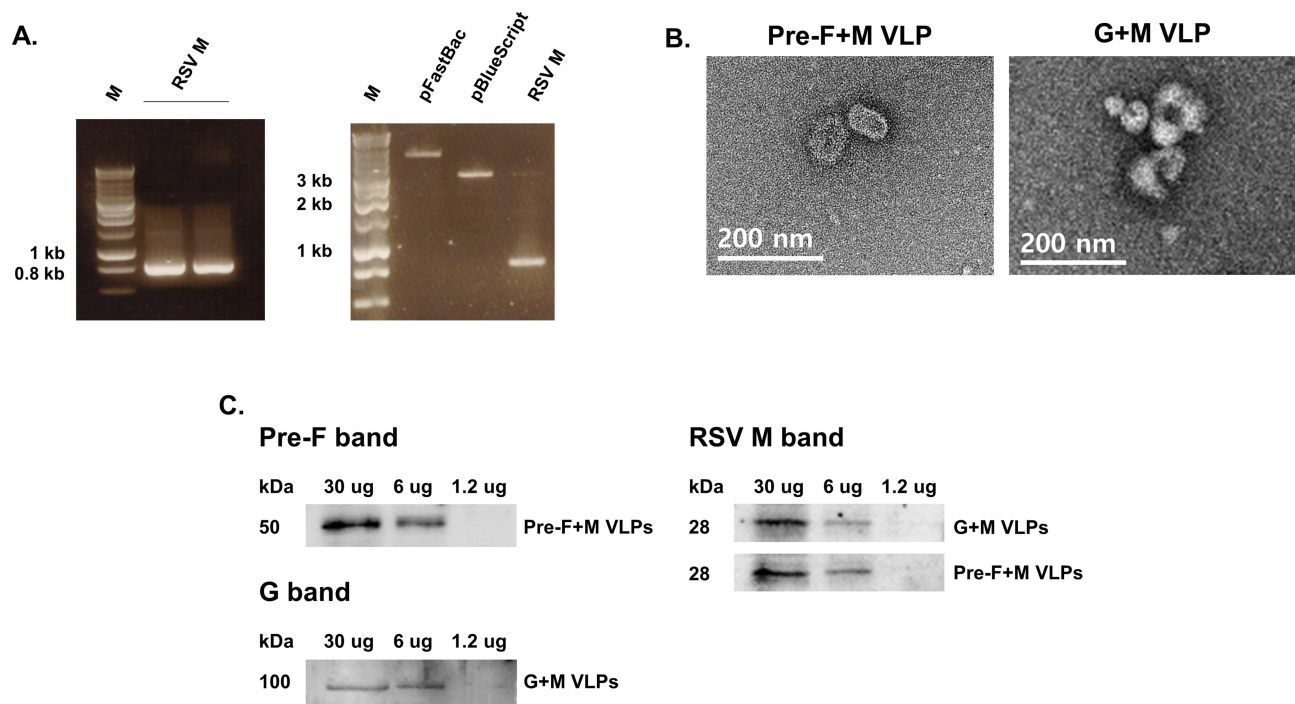 A.
M
RSV M
1 kb
0.8 kb
M
pFastBac
pBlueScript
RSV M
3 kb
2 kb
1 kb
B.
Pre-F+M VLP
G+M VLP
200 nm
200 nm
C.
Pre-F band
kDa 30 ug 6 ug 1.2 ug
50 Pre-F+M VLPs
G band
kDa 30 ug 6 ug 1.2 ug
100 G+M VLPs
RSV M band
kDa 30 ug 6 ug 1.2 ug
28 G+M VLPs
28 Pre-F+M VLPs